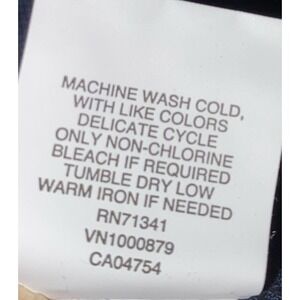 MACHINE WASH COLD,
WITH LIKE COLORS
DELICATE CYCLE
ONLY NON-CHLORINE
BLEACH IF REQUIRED
TUMBLE DRY LOW
WARM IRON IF NEEDED
RN71341
VN1000879
CA04754